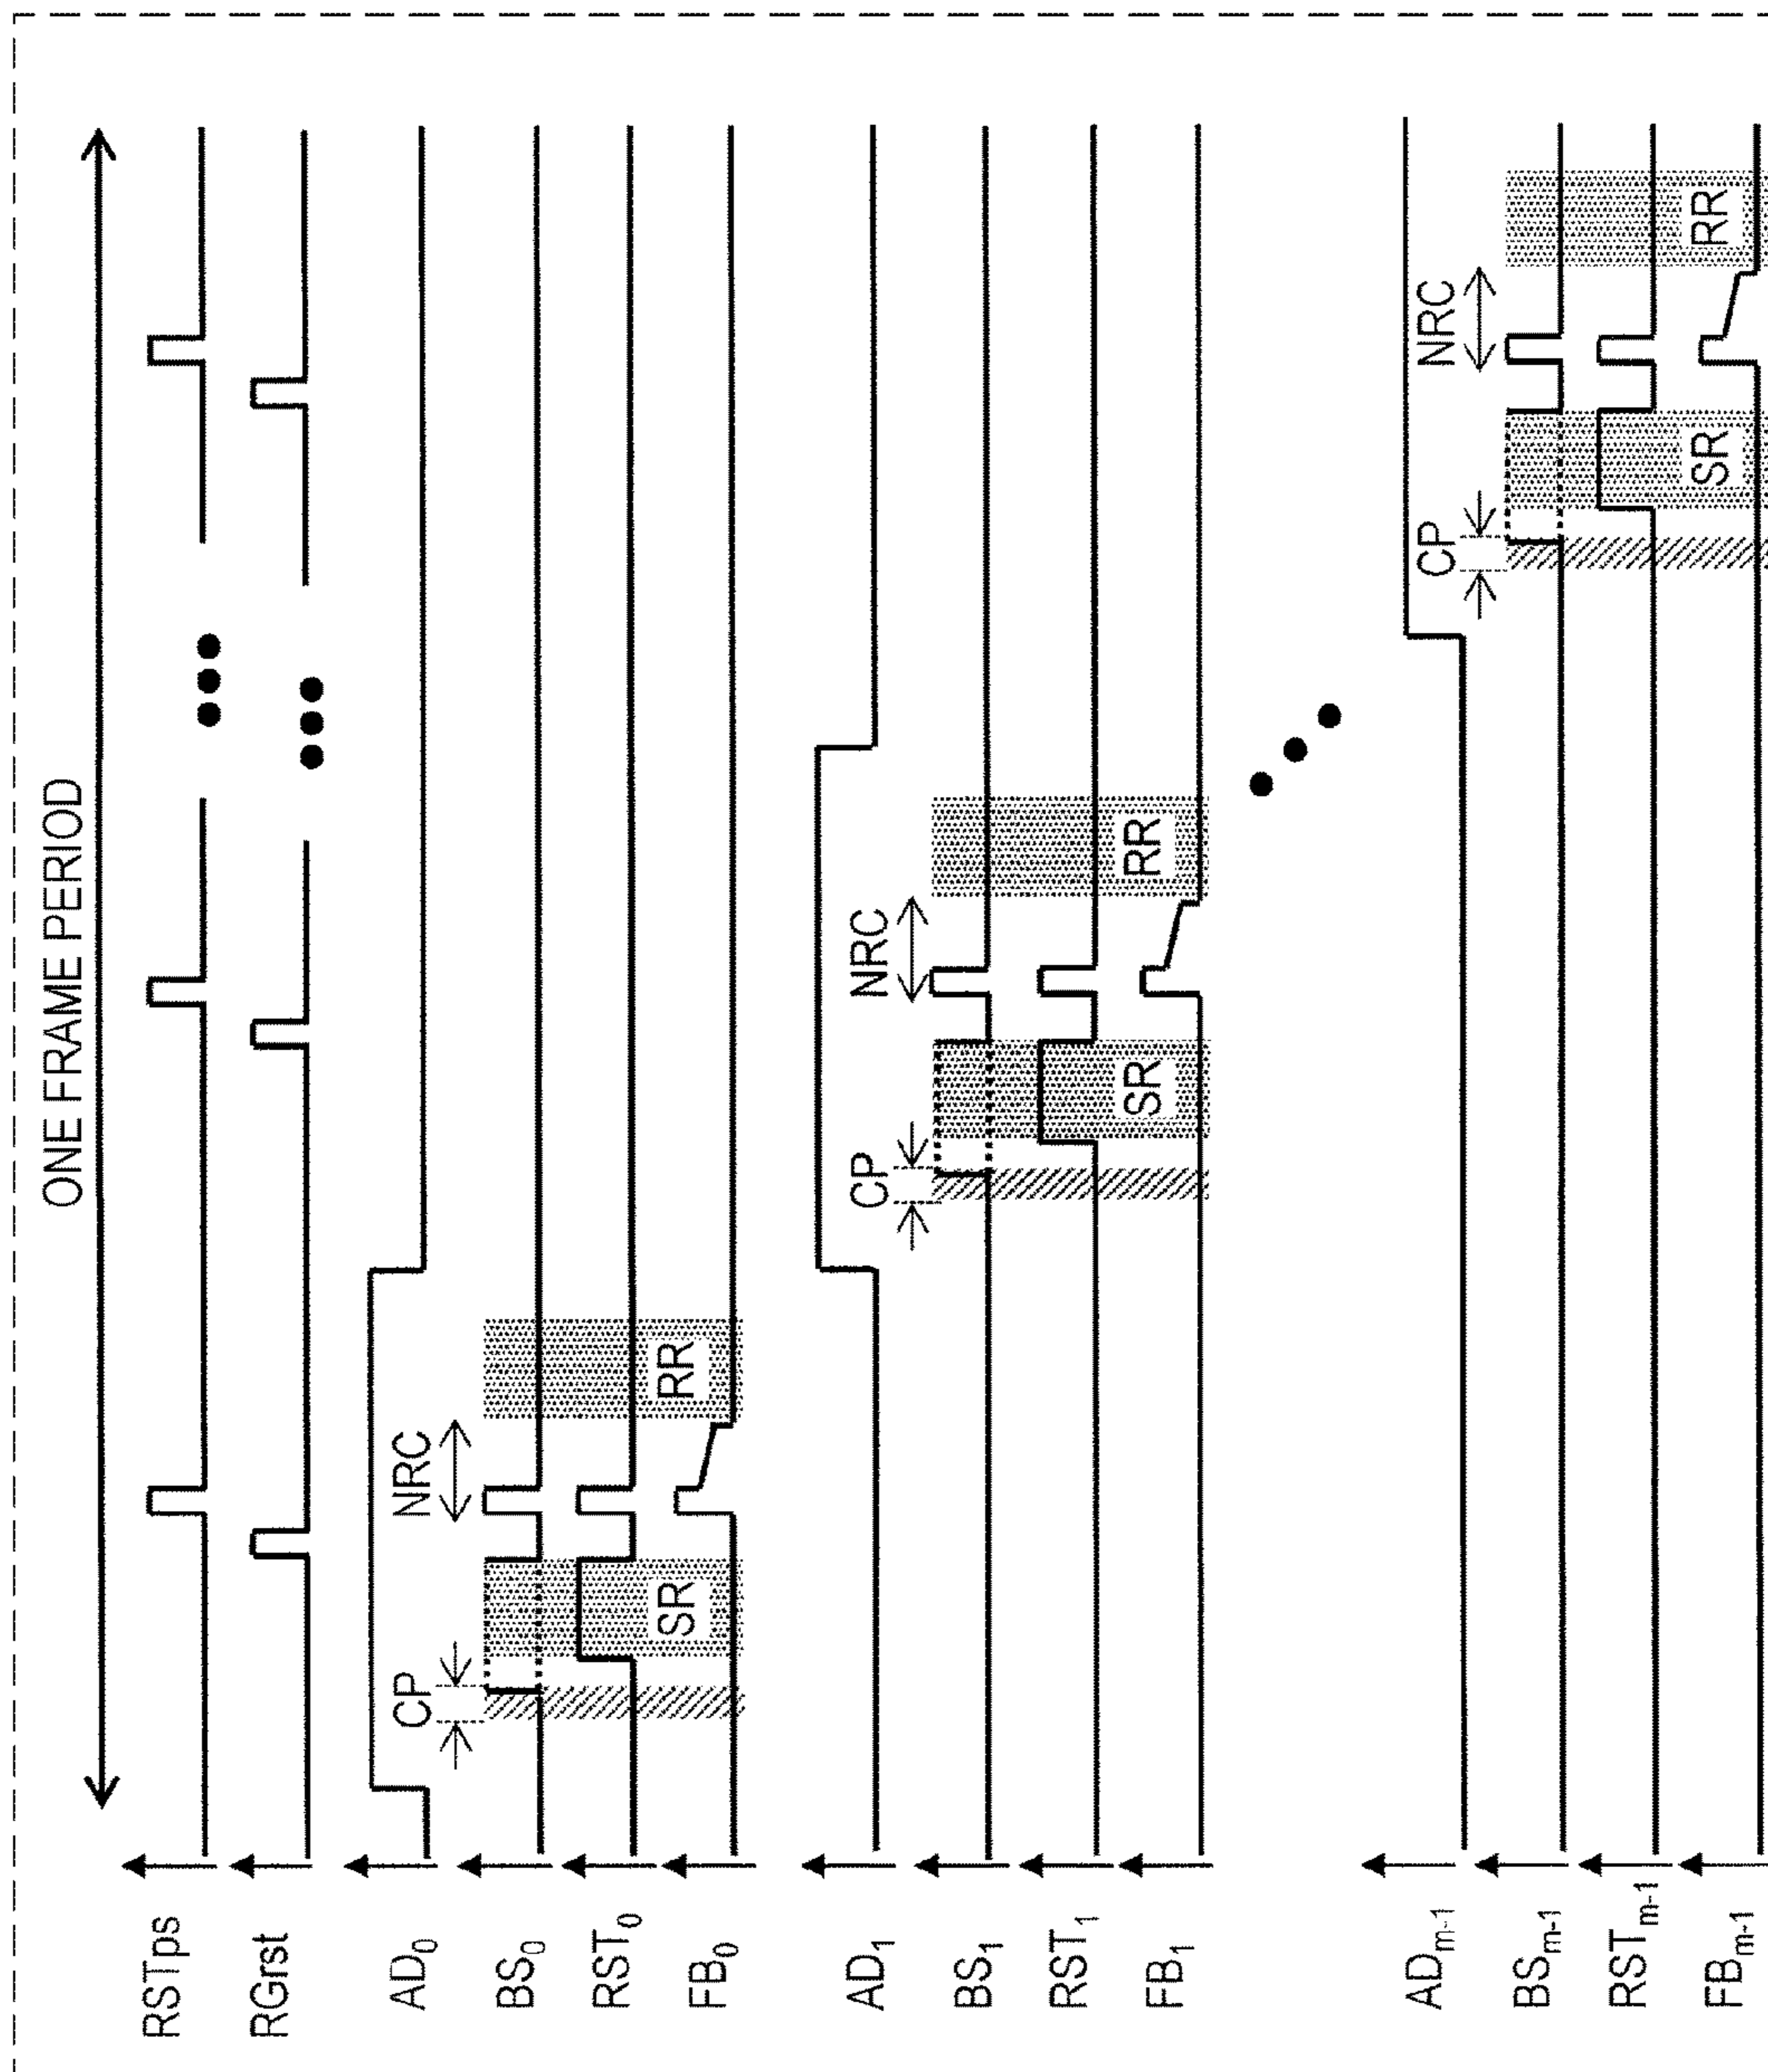 ONE FRAME PERIOD
RSTps
RGrst
AD0
CP NRC
BS0
RST0
SR RR
FB0
AD1
CP NRC
BS1
RST1
SR RR
FB1
ADm-1
CP NRC
BSm-1
RSTm-1
SR RR
FBm-1